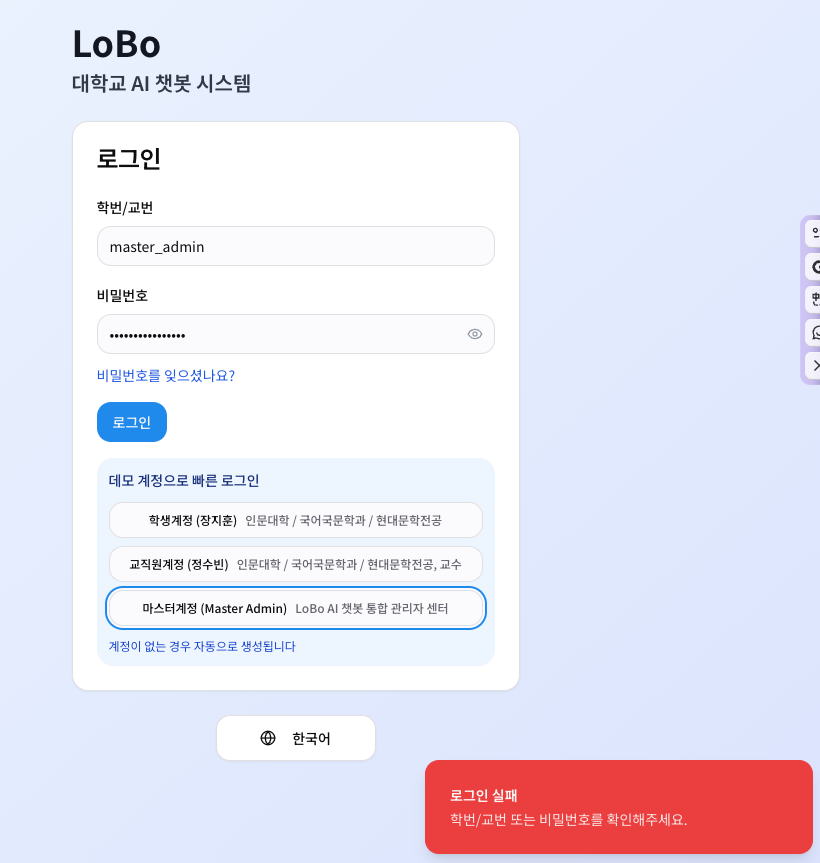 LoBo
대학교 AI 챗봇 시스템
로그인
학번/교번
master_admin
비밀번호
••••••••••••••••
비밀번호를 잊으셨나요?
로그인
데모 계정으로 빠른 로그인
학생계정 (장지훈) 인문대학 / 국어국문학과 / 현대문학전공
교직원계정 (정수빈) 인문대학 / 국어국문학과 / 현대문학전공, 교수
마스터계정 (Master Admin) LoBo AI 챗봇 통합 관리자 센터
계정이 없는 경우 자동으로 생성됩니다
한국어
로그인 실패
학번/교번 또는 비밀번호를 확인해주세요.